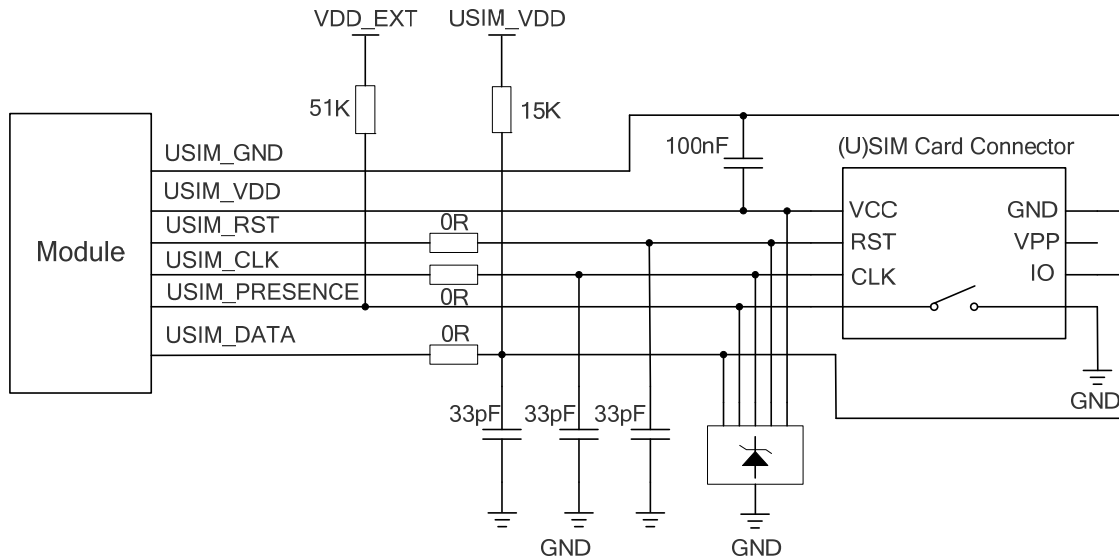 VDD_EXT USIM_VDD
51K 15K
USIM_GND
100nF
(U)SIM Card Connector
USIM_VDD
VCC GND
Module
USIM_RST 0R
RST VPP
USIM_CLK
CLK IO
USIM_PRESENCE 0R
USIM_DATA 0R
GND
33pF 33pF 33pF
GND GND